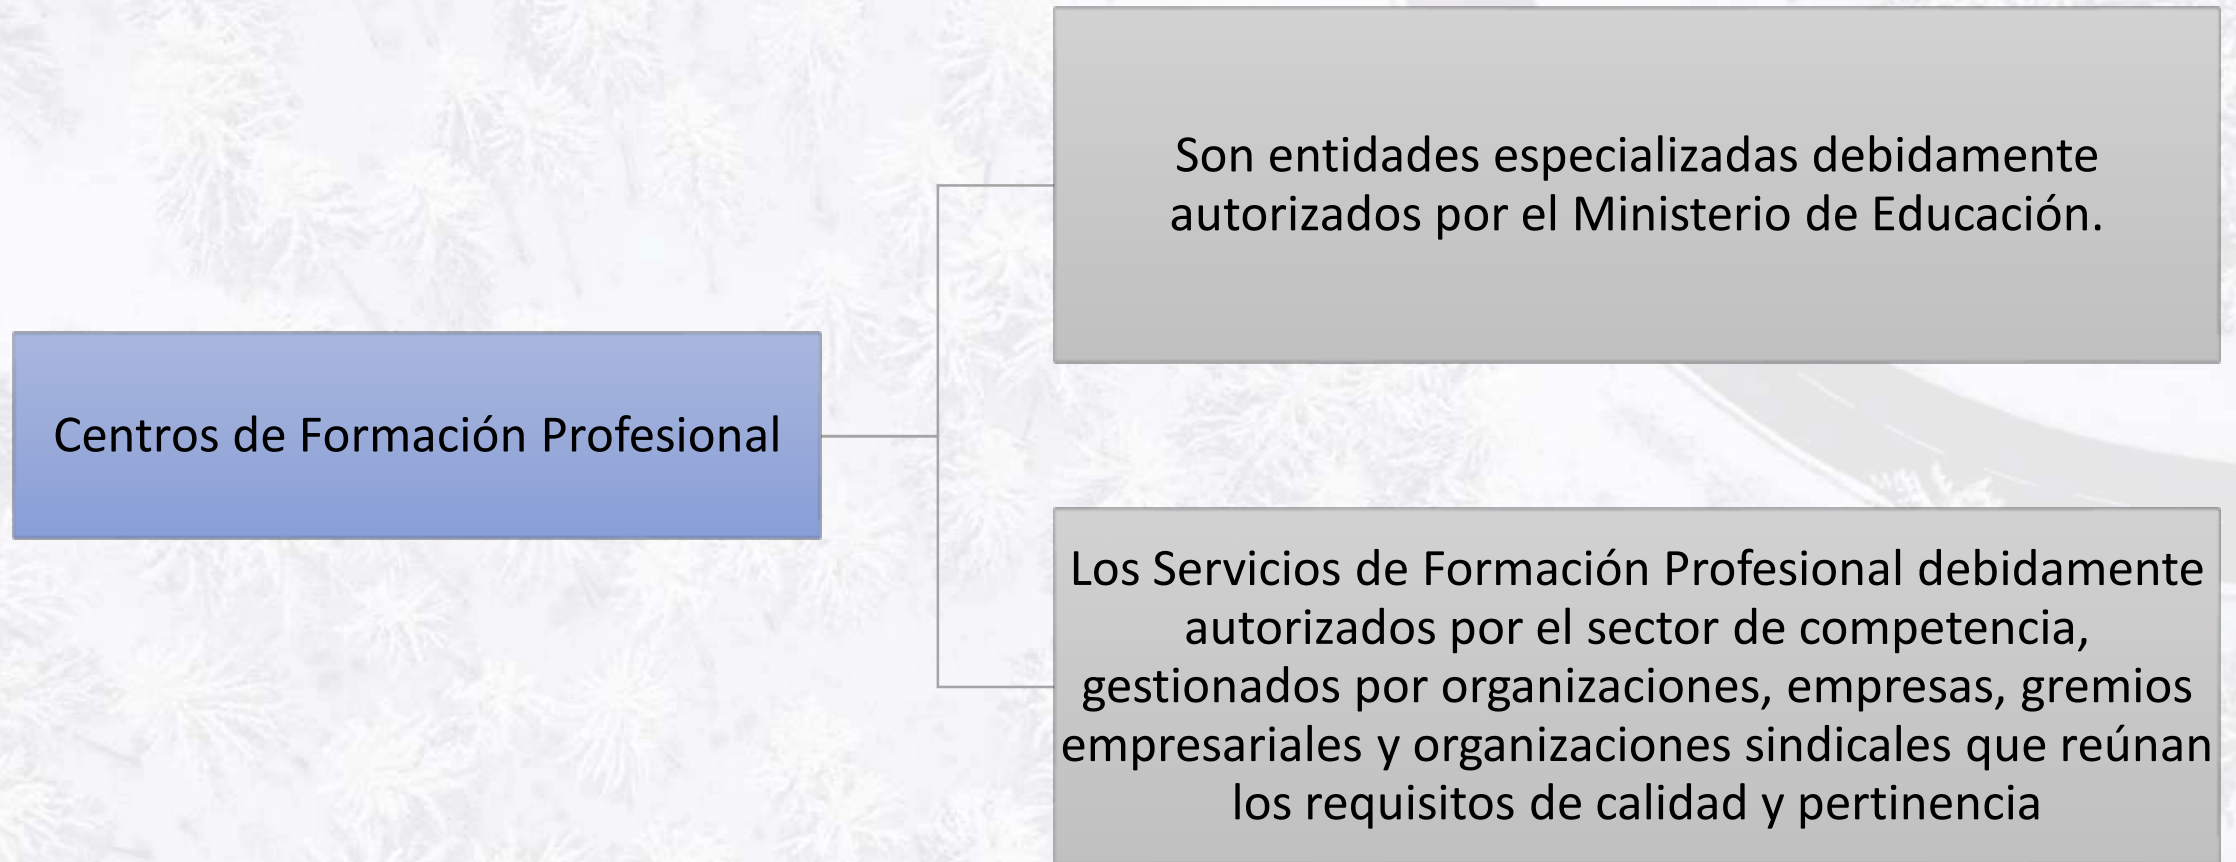 Centros de Formación Profesional
Son entidades especializadas debidamente
autorizados por el Ministerio de Educación.
Los Servicios de Formación Profesional debidamente
autorizados por el sector de competencia,
gestionados por organizaciones, empresas, gremios
empresariales y organizaciones sindicales que reúnan
los requisitos de calidad y pertinencia